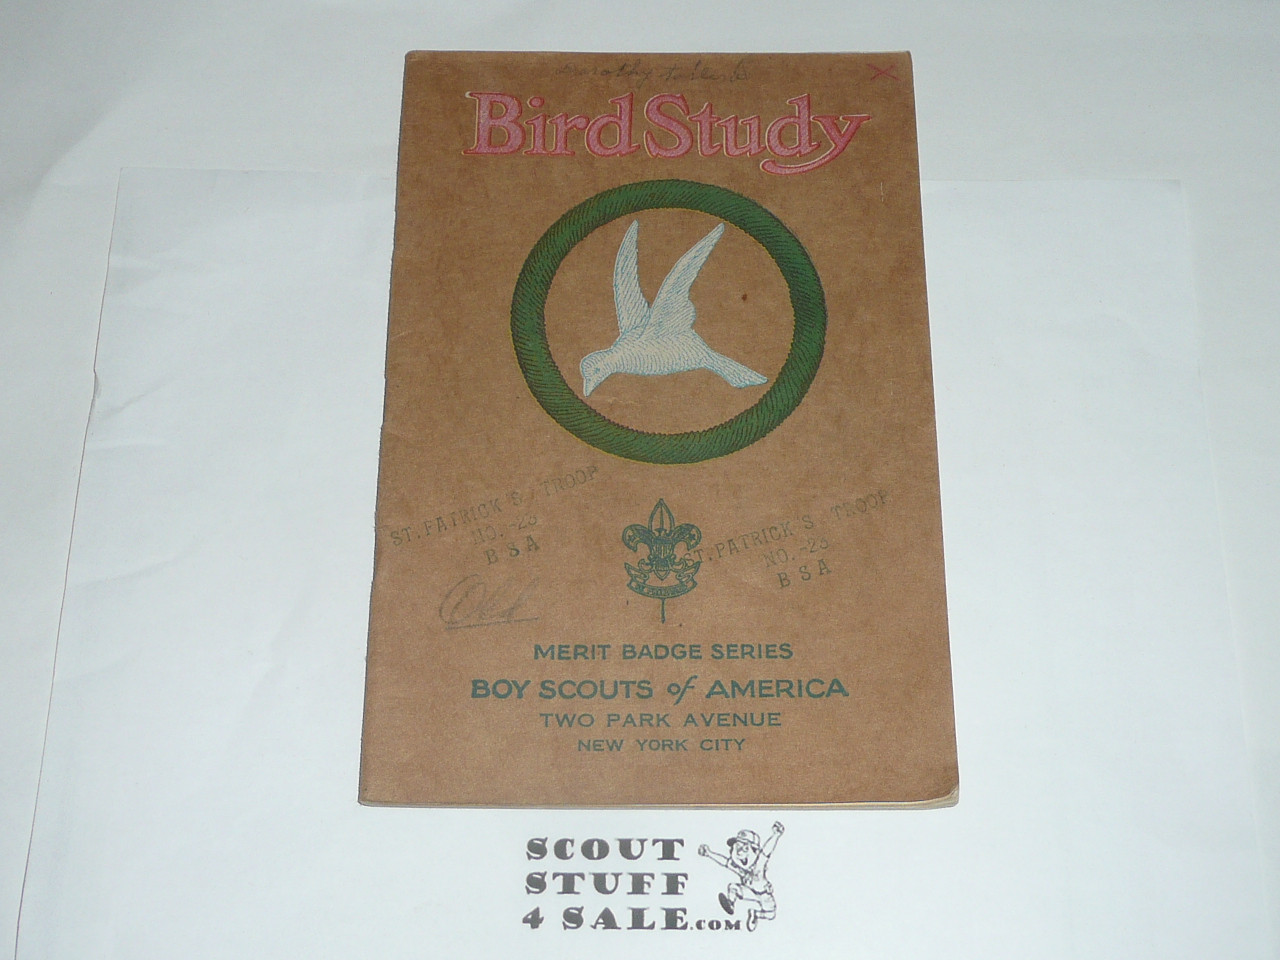 Bird Study
ST. PATRICK'S TROOP
NO.-23
BSA
ST. PATRICK'S TROOP
NO.-23
BSA
Old
MERIT BADGE SERIES
BOY SCOUTS of AMERICA
TWO PARK AVENUE
NEW YORK CITY
SCOUT
STUFF
4 SALE.COM